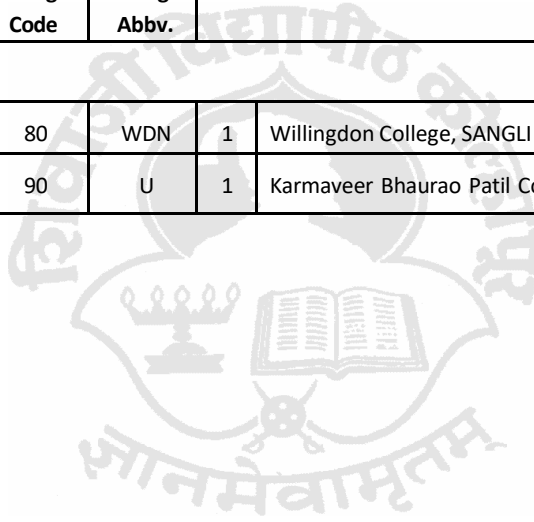 Code Abbv.
80 WDN 1 Willingdon College, SANGLI
90 U 1 Karmaveer Bhaurao Patil
शिवाजी विद्यापीठ कोल्हापूर
ज्ञानमेवामृतम्